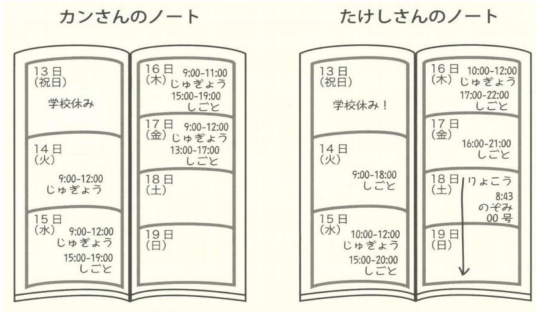 カンさんのノート
13日
(祝日)
学校休み
14日
(火)
9:00-12:00
じゅぎょう
15日
(水)
9:00-12:00
じゅぎょう
15:00-19:00
しごと
16日
(木)
9:00-11:00
じゅぎょう
15:00-19:00
しごと
17日
(金)
9:00-12:00
じゅぎょう
13:00-17:00
しごと
18日
(土)
19日
(日)
たけしさんのノート
13日
(祝日)
学校休み!
14日
(火)
9:00-18:00
しごと
15日
(水)
10:00-12:00
じゅぎょう
15:00-20:00
しごと
16日
(木)
10:00-12:00
じゅぎょう
17:00-22:00
しごと
17日
(金)
16:00-21:00
しごと
18日
(土)
りょこう
8:43
のぞみ
00号
19日
(日)